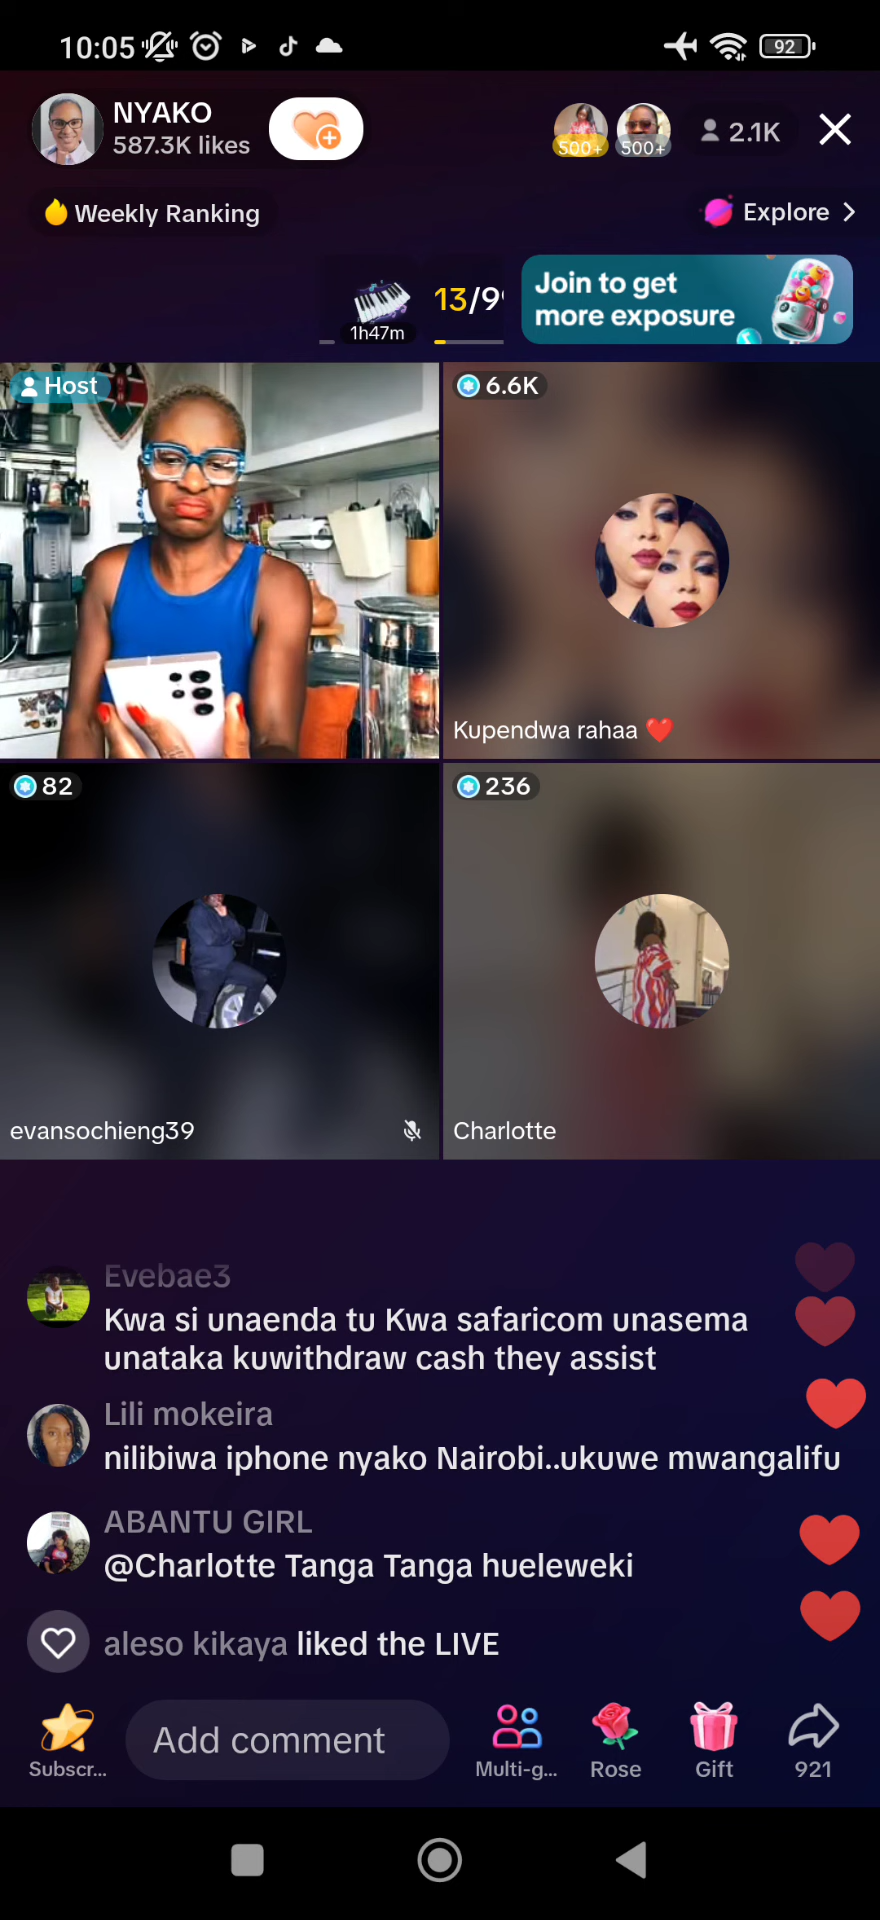 10:05
92
NYAKO
587.3K likes
500+
500+
2.1K
Weekly Ranking
Explore
1h47m
13/9
Join to get
more exposure
Host
6.6K
Kupendwa rahaa ❤️
82
236
evansochieng39
Charlotte
Evebae3
Kwa si unaenda tu Kwa safaricom unasema
unataka kuwithdraw cash they assist
Lili mokeira
nilibiwa iphone nyako Nairobi..ukuwe mwangalifu
ABANTU GIRL
@Charlotte Tanga Tanga hueleweki
aleso kikaya liked the LIVE
Add comment
Subscr...
Multi-g...
Rose
Gift
921